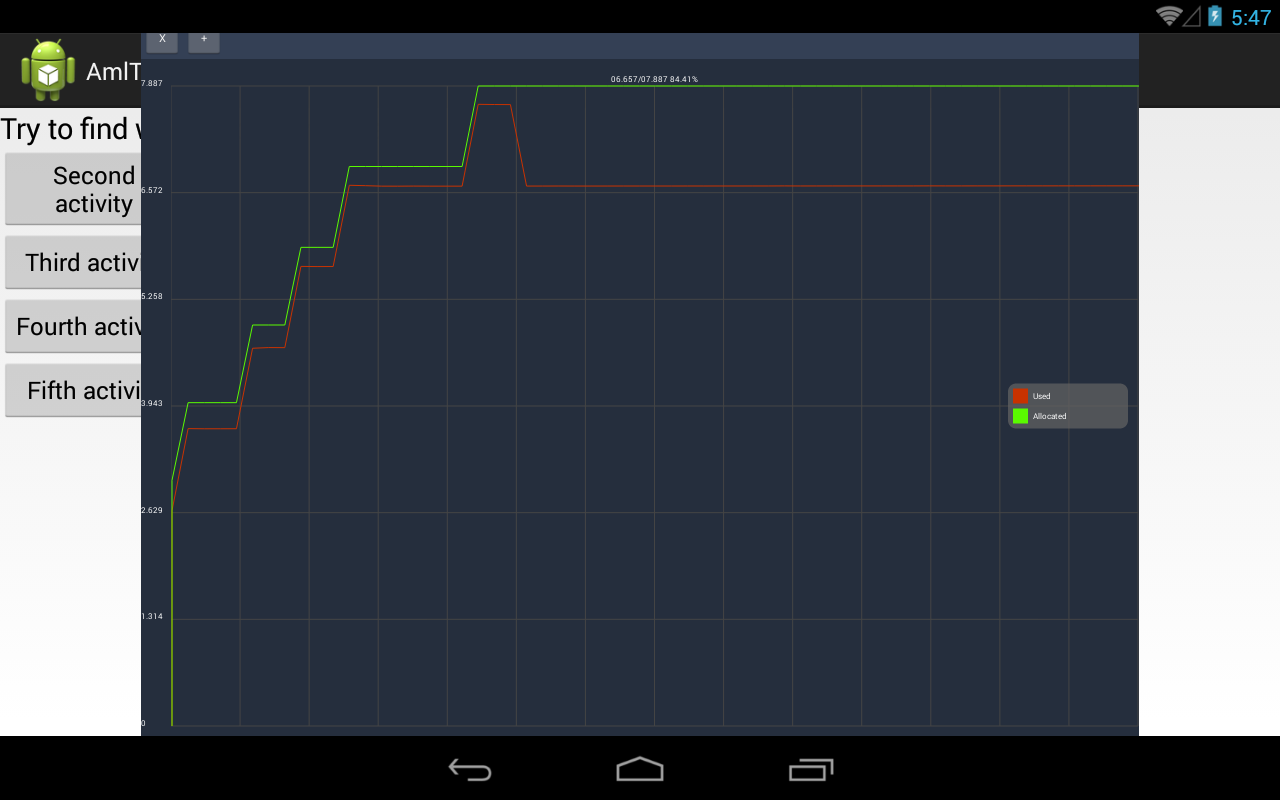 5:47
AmlT
X +
06.657/07.887 84.41%
7.887
6.572
5.258
3.943
2.629
1.314
0
Used
Allocated
Try to find
Second
activity
Third activi
Fourth activ
Fifth activi